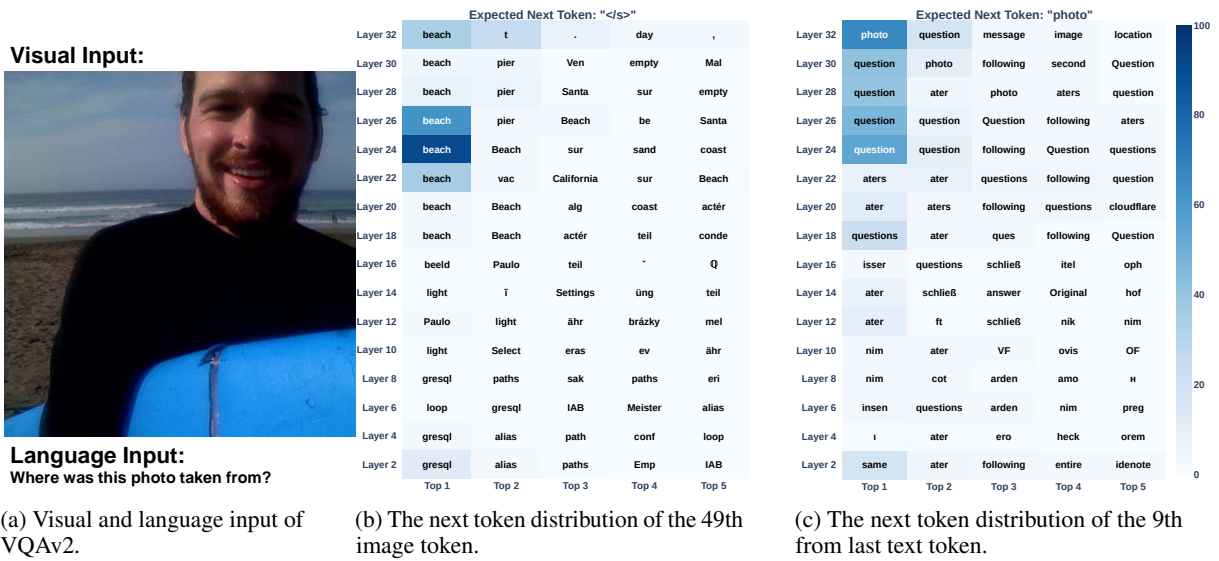 Visual Input:
Language Input:
Where was this photo taken from?
(a) Visual and language input of
VQAv2.
Expected Next Token: "</s>"
Layer 32 beach t . day ,
Layer 30 beach pier Ven empty Mal
Layer 28 beach pier Santa sur empty
Layer 26 beach pier Beach be Santa
Layer 24 beach Beach sur sand coast
Layer 22 beach vac California sur Beach
Layer 20 beach Beach alg coast actér
Layer 18 beach Beach actér teil conde
Layer 16 beeld Paulo teil ˘ ℚ
Layer 14 light ï Settings üng teil
Layer 12 Paulo light ähr brázky mel
Layer 10 light Select eras ev ähr
Layer 8 gresql paths sak paths eri
Layer 6 loop gresql IAB Meister alias
Layer 4 gresql alias path conf loop
Layer 2 gresql alias paths Emp IAB
Top 1 Top 2 Top 3 Top 4 Top 5
(b) The next token distribution of the 49th
image token.
Expected Next Token: "photo"
Layer 32 photo question message image location
Layer 30 question photo following second Question
Layer 28 question ater photo aters question
Layer 26 question question Question following aters
Layer 24 question question following Question questions
Layer 22 aters ater questions following question
Layer 20 ater aters following questions cloudflare
Layer 18 questions ater ques following Question
Layer 16 isser questions schließ itel oph
Layer 14 ater schließ answer Original hof
Layer 12 ater ft schließ ník nim
Layer 10 nim ater VF ovis OF
Layer 8 nim cot arden amo н
Layer 6 insen questions arden nim preg
Layer 4 ı ater ero heck orem
Layer 2 same ater following entire idenote
Top 1 Top 2 Top 3 Top 4 Top 5
100
80
60
40
20
0
(c) The next token distribution of the 9th
from last text token.